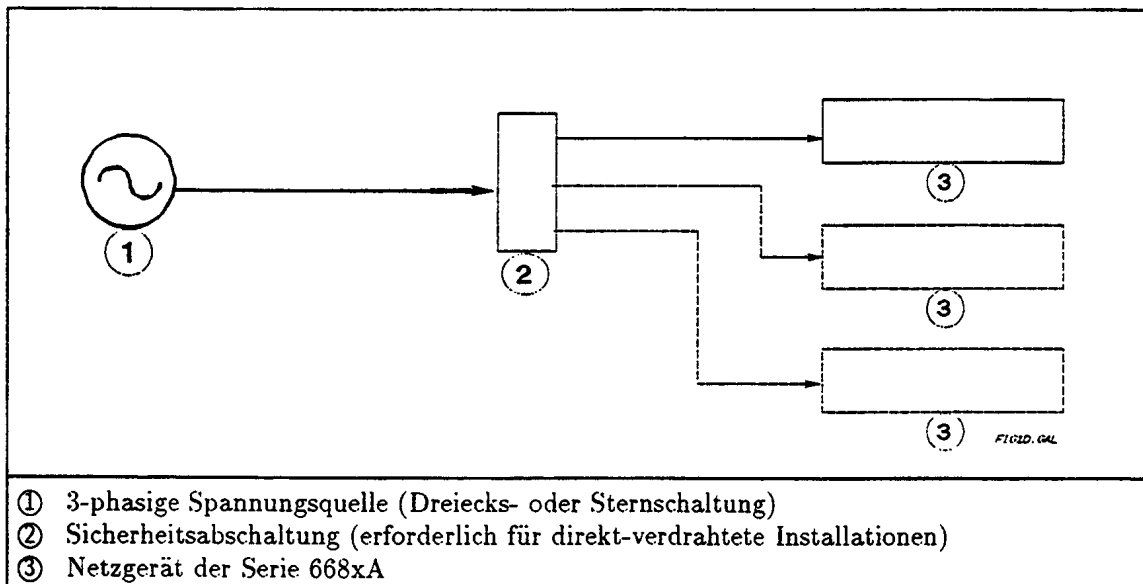 ①
②
③
③
③
FIG2D.GAL
① 3-phasige Spannungsquelle (Dreiecks- oder Sternschaltung)
② Sicherheitsabschaltung (erforderlich für direkt-verdrahtete Installationen)
③ Netzgerät der Serie 668xA